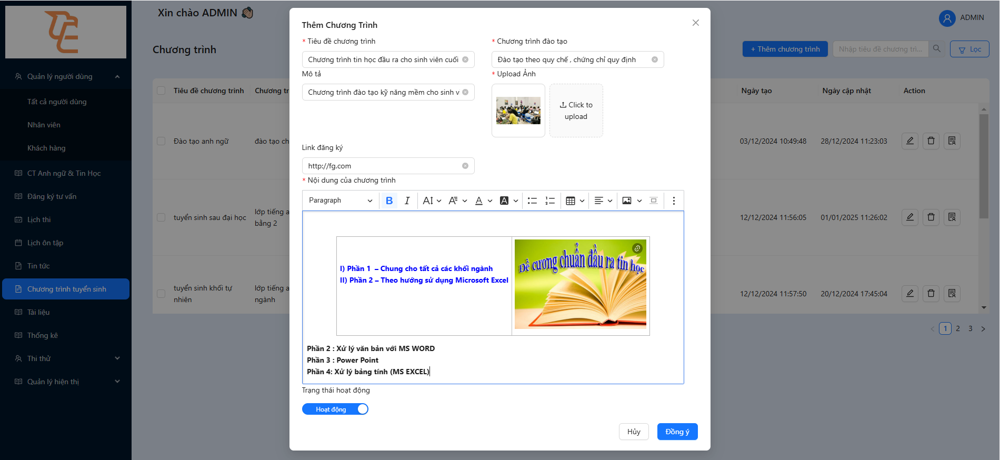 Xin chào ADMIN
ADMIN
Chương trình
+ Thêm chương trình
Nhập tiêu đề chương trì...
Lọc
Quản lý người dùng
Tất cả người dùng
Nhân viên
Khách hàng
CT Anh ngữ & Tin Học
Đăng ký tư vấn
Lịch thi
Lịch ôn tập
Tin tức
Chương trình tuyển sinh
Tài liệu
Thống kê
Thi thử
Quản lý hiện thị
Tiêu đề chương trình
Chương tr
Ngày tạo
Ngày cập nhật
Action
Đào tạo anh ngữ
đào tạo ch
03/12/2024 10:49:48
28/12/2024 11:23:03
tuyển sinh sau đại học
lớp tiếng a
bằng 2
12/12/2024 11:56:05
01/01/2025 11:26:02
tuyển sinh khối tự
nhiên
lớp tiếng a
ngành
12/12/2024 11:57:50
20/12/2024 17:45:04
1 2 3
Thêm Chương Trình
* Tiêu đề chương trình
* Chương trình đào tạo
Chương trình tin học đầu ra cho sinh viên cuối
Đào tạo theo quy chế , chứng chỉ quy định
Mô tả
* Upload Ảnh
Chương trình đào tạo kỹ năng mềm cho sinh v
Click to
upload
Link đăng ký
http://fg.com
* Nội dung của chương trình
Paragraph
I) Phần 1 – Chung cho tất cả các khối ngành
II) Phần 2 – Theo hướng sử dụng Microsoft Excel
Đề cương chuẩn đầu ra tin học
Phần 2 : Xử lý văn bản với MS WORD
Phần 3 : Power Point
Phần 4: Xử lý bảng tính (MS EXCEL)
Trạng thái hoạt động
Hoạt động
Hủy
Đồng ý